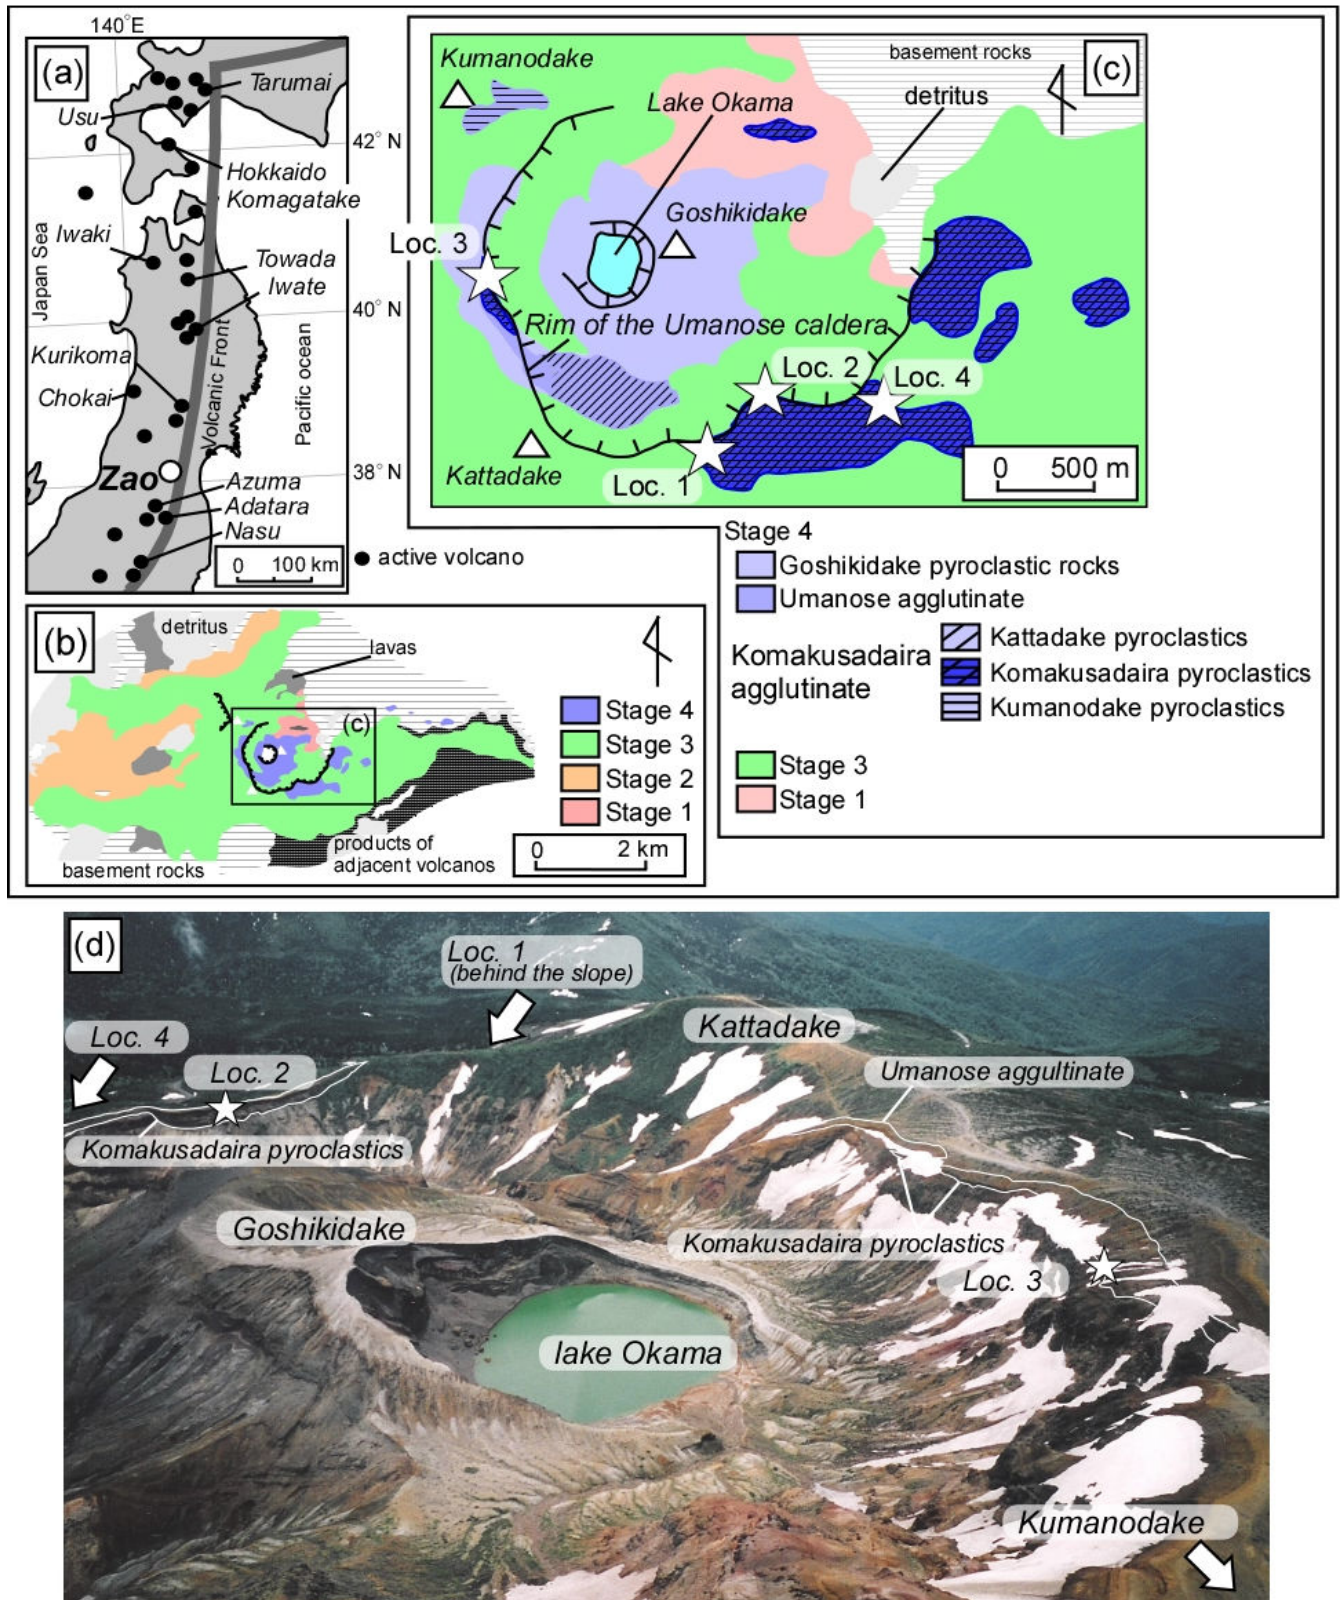 140°E
(a)
Tarumai
Usu
42° N
Hokkaido
Komagatake
Iwaki
Towada
Iwate
Japan Sea
40° N
Kurikoma
Chokai
Volcanic Front
Pacific ocean
38° N
Zao
Azuma
Adatara
Nasu
0 100 km
active volcano
(b)
detritus
lavas
(c)
Stage 4
Stage 3
Stage 2
Stage 1
products of
adjacent volcanos
basement rocks
0 2 km
Kumanodake
basement rocks
(c)
Lake Okama
detritus
Goshikidake
Loc. 3
Rim of the Umanose caldera
Loc. 2
Loc. 4
Kattadake
Loc. 1
0 500 m
Stage 4
Goshikidake pyroclastic rocks
Umanose agglutinate
Komakusadaira
agglutinate
Kattadake pyroclastics
Komakusadaira pyroclastics
Kumanodake pyroclastics
Stage 3
Stage 1
(d)
Loc. 1
(behind the slope)
Loc. 4
Loc. 2
Kattadake
Umanose aggultinate
Komakusadaira pyroclastics
Goshikidake
Komakusadaira pyroclastics
Loc. 3
lake Okama
Kumanodake